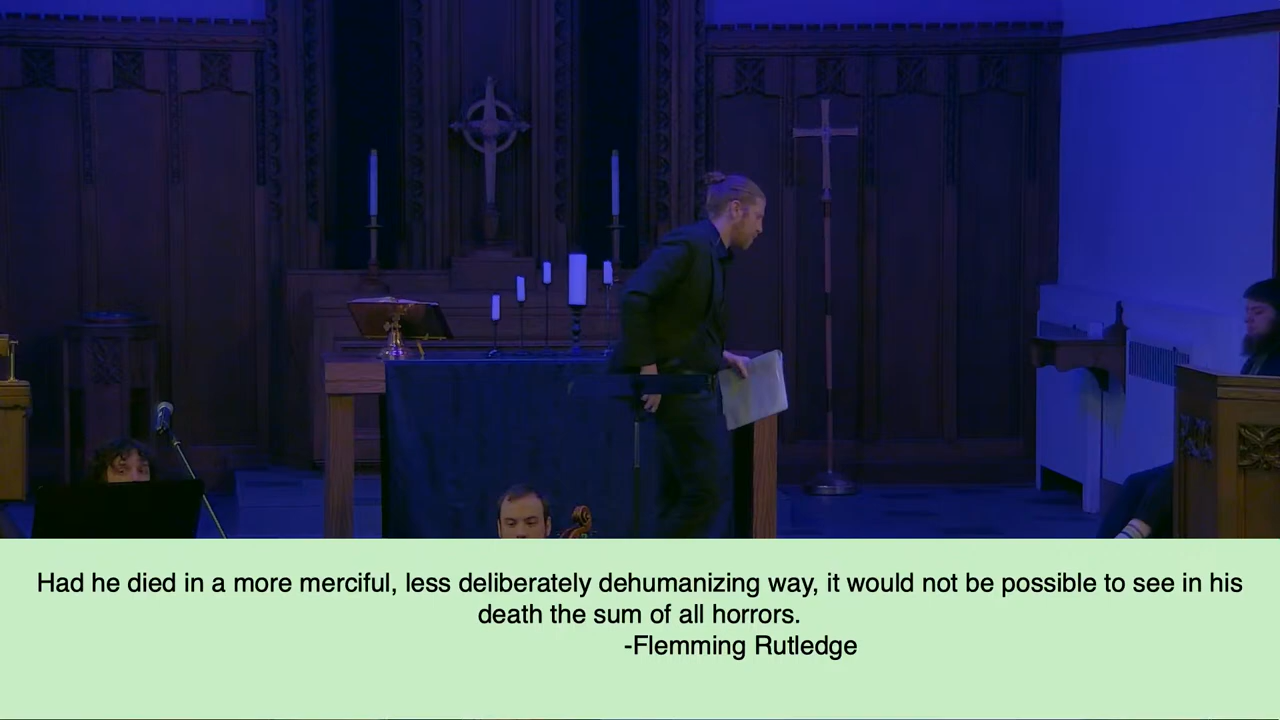 Had he died in a more merciful, less deliberately dehumanizing way, it would not be possible to see in his
death the sum of all horrors.
-Flemming Rutledge